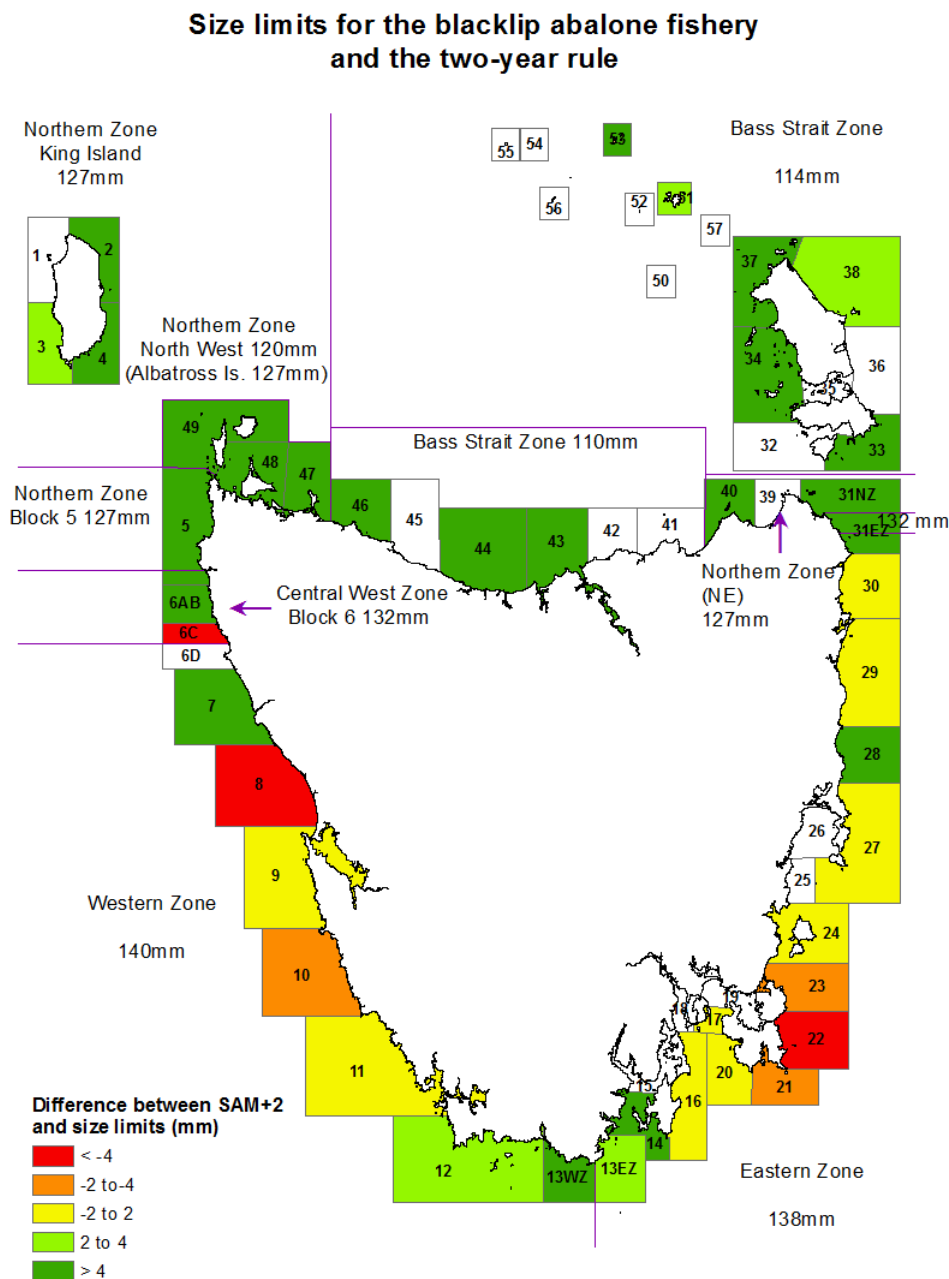 Size limits for the blacklip abalone fishery
and the two-year rule
Northern Zone
King Island
127mm
Bass Strait Zone
114mm
55
54
53
56
52
51
57
50
1
2
3
4
37
38
34
36
35
32
33
Northern Zone
North West 120mm
(Albatross Is. 127mm)
Bass Strait Zone 110mm
49
48
47
46
45
44
43
42
41
40
39
31NZ
132 mm
31EZ
Northern Zone
Block 5 127mm
5
6AB
6C
6D
Central West Zone
Block 6 132mm
Northern Zone
(NE)
127mm
30
29
28
27
26
25
7
8
9
10
11
12
13WZ
13EZ
Western Zone
140mm
24
23
22
21
20
19
18
17
16
15
14
Eastern Zone
138mm
Difference between SAM+2
and size limits (mm)
< -4
-2 to-4
-2 to 2
2 to 4
> 4